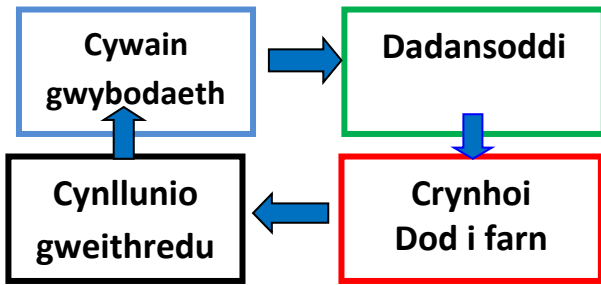 Cywain
gwybodaeth
Dadansoddi
Cynllunio
gweithredu
Crynhoi
Dod i farn